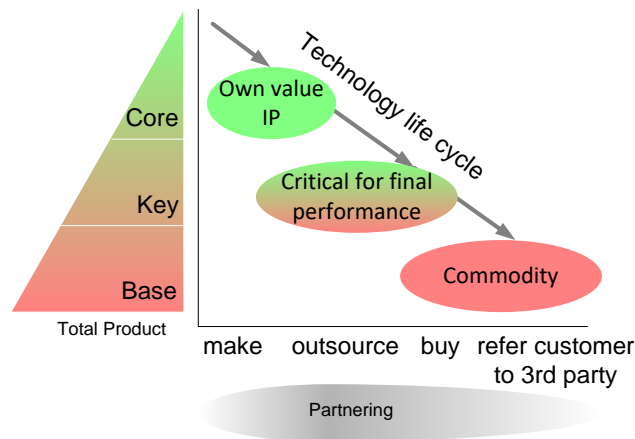 Technology life cycle
Own value
IP
Core
Critical for final
performance
Key
Commodity
Base
Total Product
make outsource buy refer customer
to 3rd party
Partnering